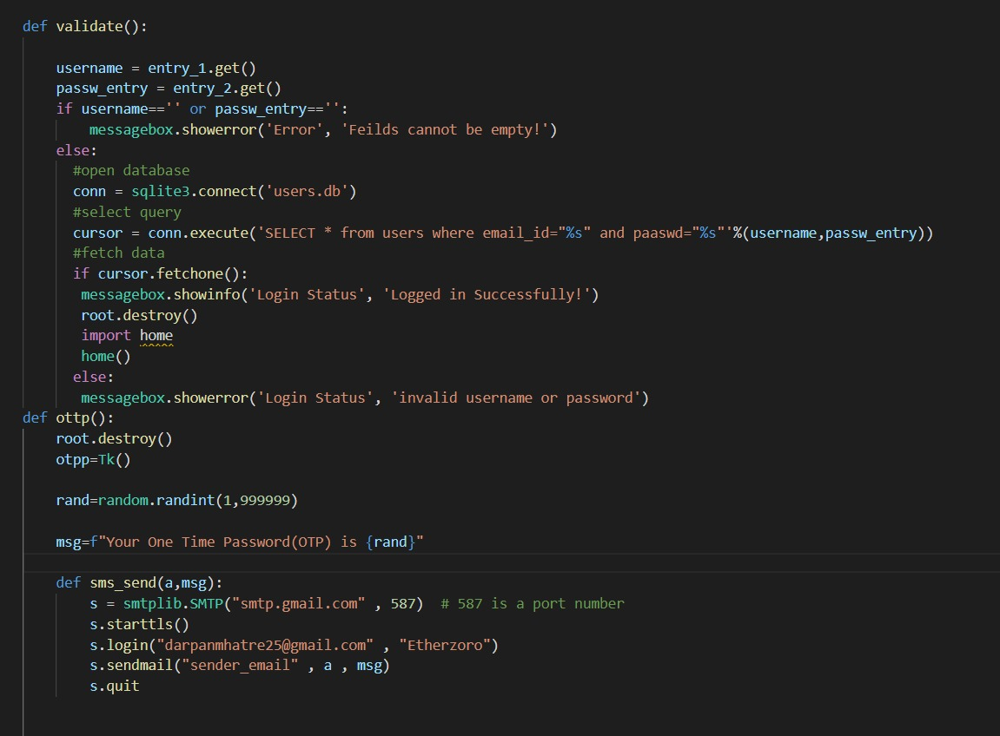 def validate():
username = entry_1.get()
passw_entry = entry_2.get()
if username=='' or passw_entry=='':
messagebox.showerror('Error', 'Feilds cannot be empty!')
else:
#open database
conn = sqlite3.connect('users.db')
#select query
cursor = conn.execute('SELECT * from users where email_id="%s" and paaswd="%s"'%(username,passw_entry))
#fetch data
if cursor.fetchone():
messagebox.showinfo('Login Status', 'Logged in Successfully!')
root.destroy()
import home
home()
else:
messagebox.showerror('Login Status', 'invalid username or password')
def ottp():
root.destroy()
otpp=Tk()
rand=random.randint(1,999999)
msg=f"Your One Time Password(OTP) is {rand}"
def sms_send(a,msg):
s = smtplib.SMTP("smtp.gmail.com" , 587)  # 587 is a port number
s.starttls()
s.login("darpanmhatre25@gmail.com" , "Etherzoro")
s.sendmail("sender_email" , a , msg)
s.quit